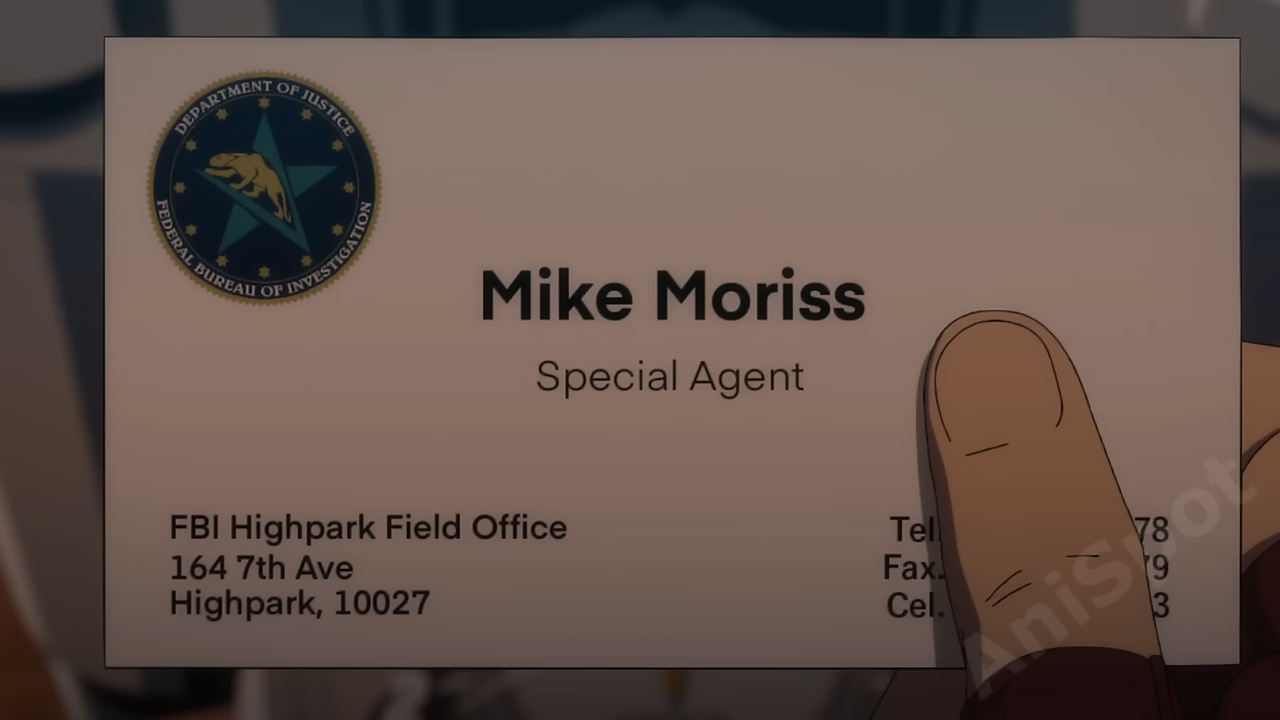 DEPARTMENT OF JUSTICE
FEDERAL BUREAU OF INVESTIGATION
Mike Moriss
Special Agent
FBI Highpark Field Office
164 7th Ave
Highpark, 10027
Tel. 78
Fax. 79
Cel. 3
AniSpot